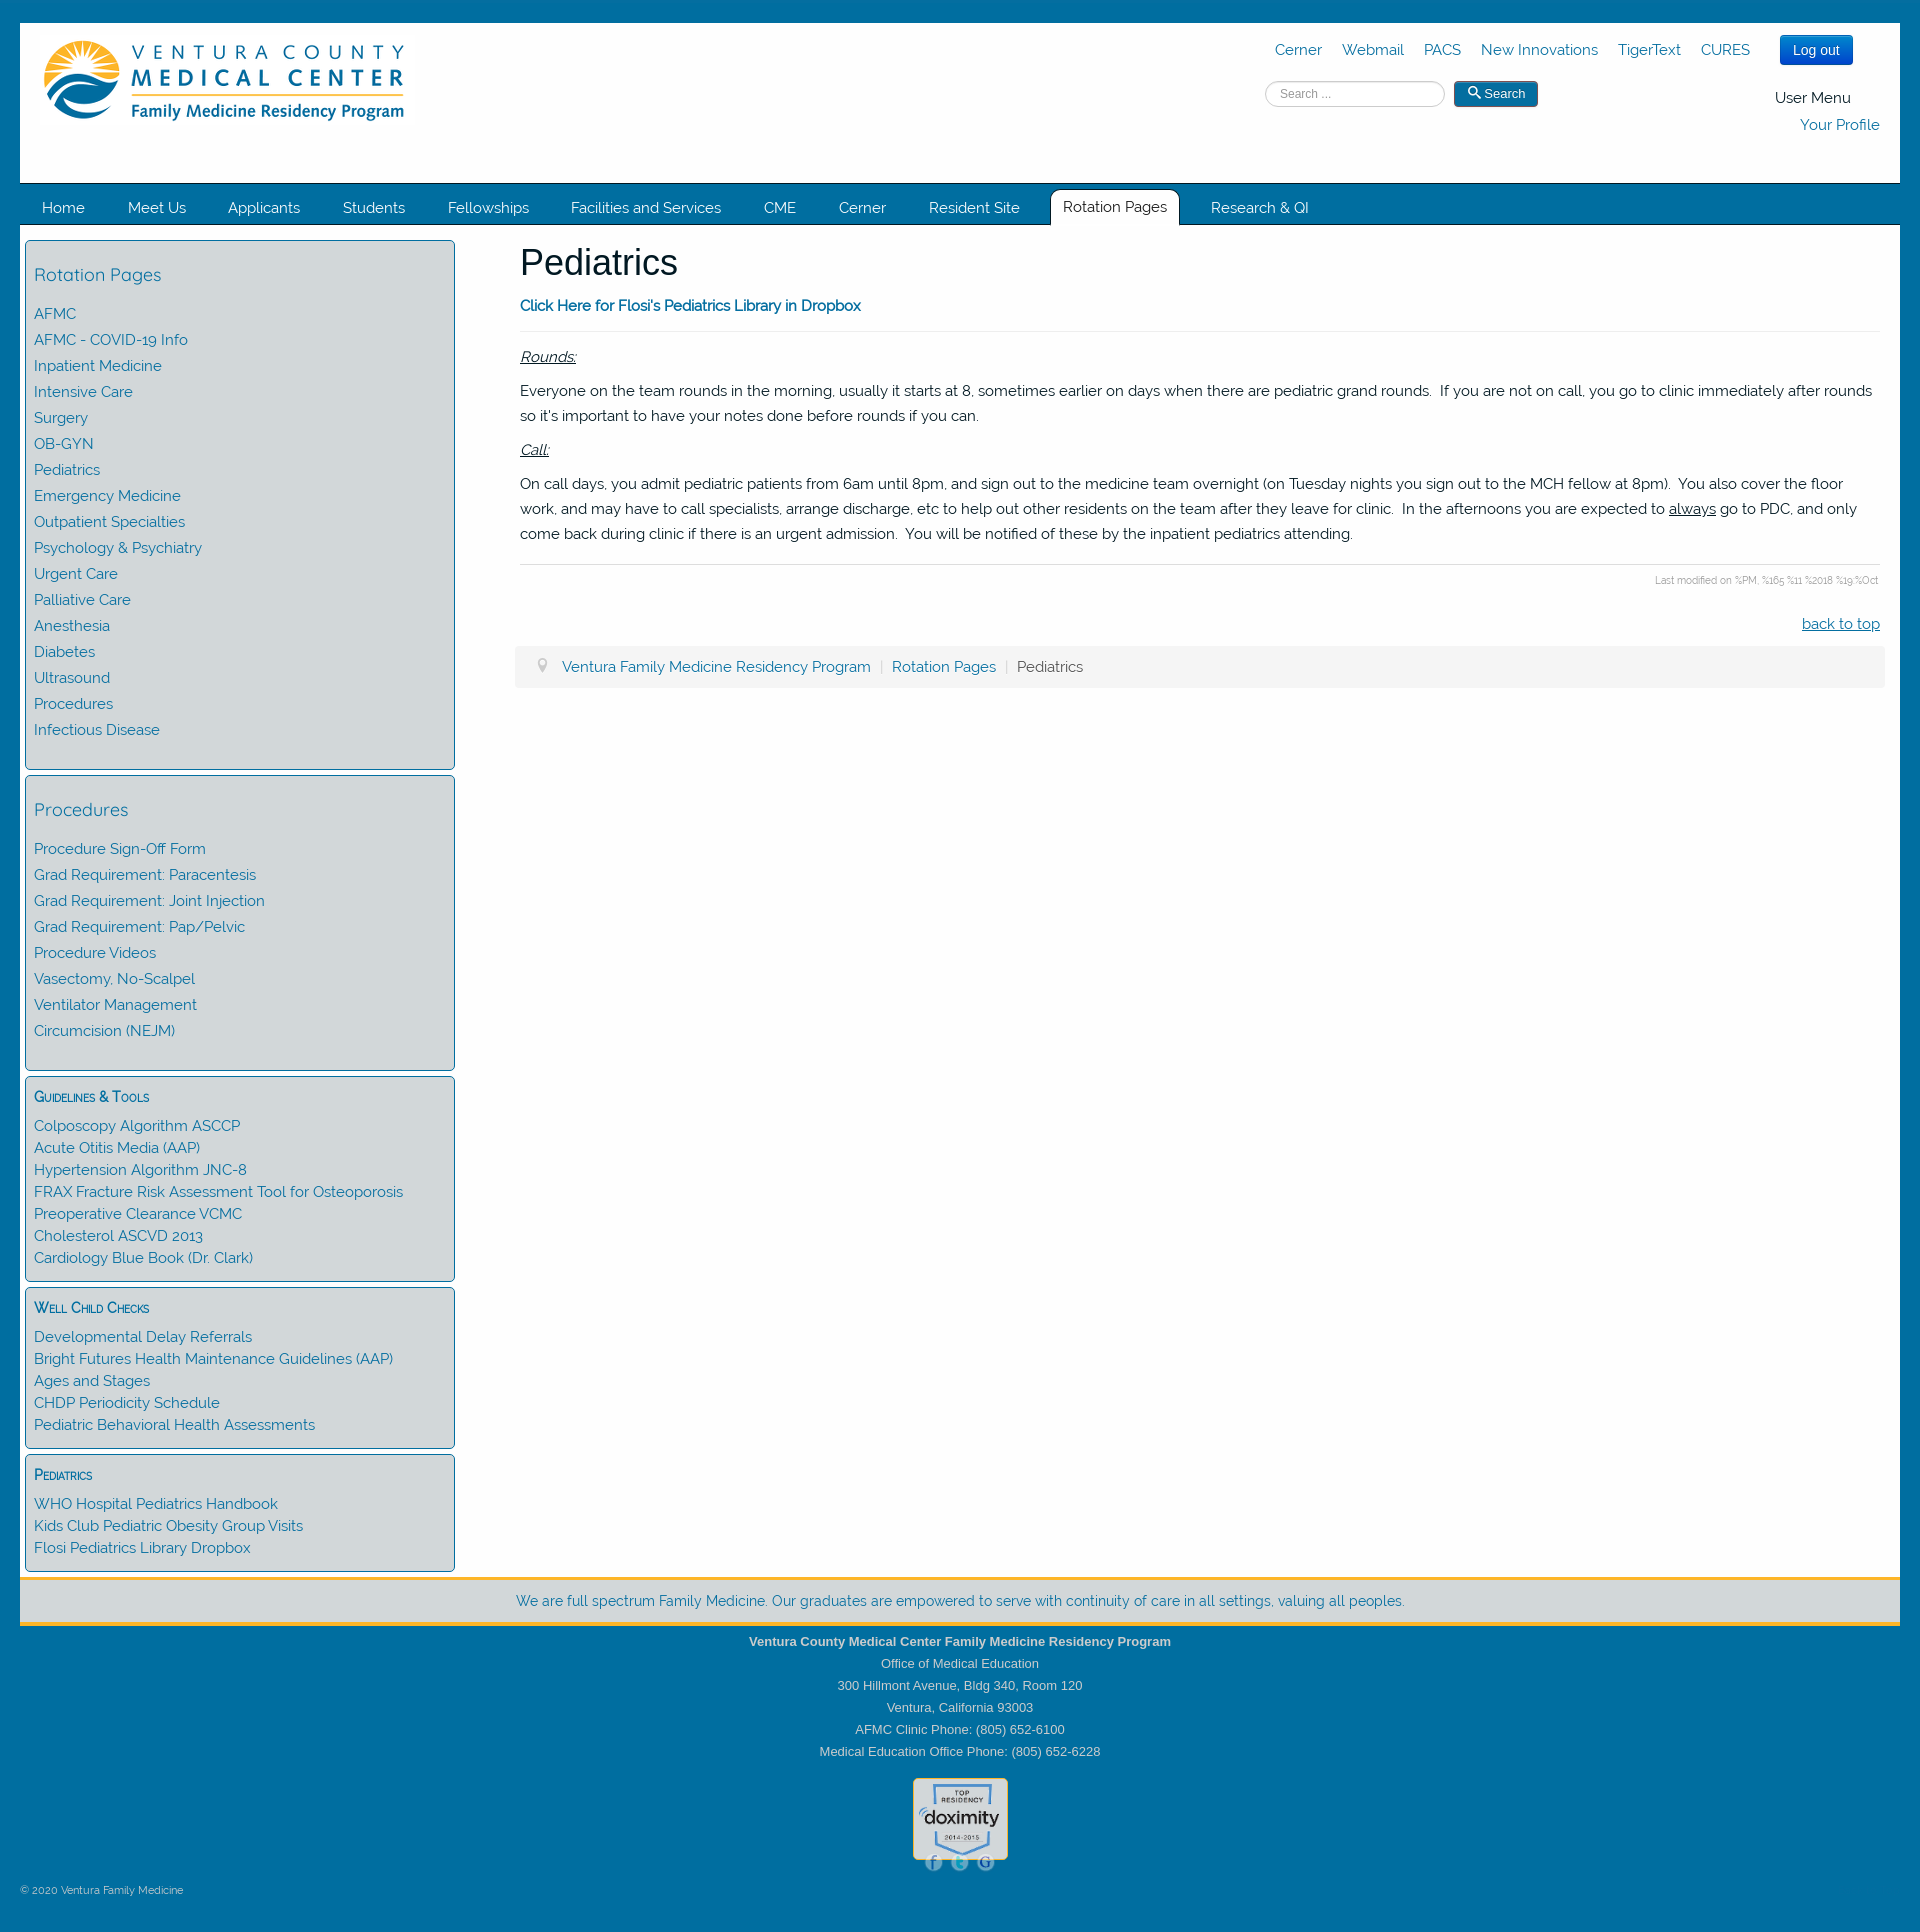 VENTURA COUNTY
MEDICAL CENTER
Family Medicine Residency Program
Cerner Webmail PACS New Innovations TigerText CURES Log out
Search ... Search
User Menu
Your Profile
Home Meet Us Applicants Students Fellowships Facilities and Services CME Cerner Resident Site Rotation Pages Research & QI
Rotation Pages
AFMC
AFMC - COVID-19 Info
Inpatient Medicine
Intensive Care
Surgery
OB-GYN
Pediatrics
Emergency Medicine
Outpatient Specialties
Psychology & Psychiatry
Urgent Care
Palliative Care
Anesthesia
Diabetes
Ultrasound
Procedures
Infectious Disease
Procedures
Procedure Sign-Off Form
Grad Requirement: Paracentesis
Grad Requirement: Joint Injection
Grad Requirement: Pap/Pelvic
Procedure Videos
Vasectomy, No-Scalpel
Ventilator Management
Circumcision (NEJM)
Guidelines & Tools
Colposcopy Algorithm ASCCP
Acute Otitis Media (AAP)
Hypertension Algorithm JNC-8
FRAX Fracture Risk Assessment Tool for Osteoporosis
Preoperative Clearance VCMC
Cholesterol ASCVD 2013
Cardiology Blue Book (Dr. Clark)
Well Child Checks
Developmental Delay Referrals
Bright Futures Health Maintenance Guidelines (AAP)
Ages and Stages
CHDP Periodicity Schedule
Pediatric Behavioral Health Assessments
Pediatrics
WHO Hospital Pediatrics Handbook
Kids Club Pediatric Obesity Group Visits
Flosi Pediatrics Library Dropbox
Pediatrics
Click Here for Flosi's Pediatrics Library in Dropbox
Rounds:
Everyone on the team rounds in the morning, usually it starts at 8, sometimes earlier on days when there are pediatric grand rounds. If you are not on call, you go to clinic immediately after rounds
so it's important to have your notes done before rounds if you can.
Call:
On call days, you admit pediatric patients from 6am until 8pm, and sign out to the medicine team overnight (on Tuesday nights you sign out to the MCH fellow at 8pm). You also cover the floor
work, and may have to call specialists, arrange discharge, etc to help out other residents on the team after they leave for clinic. In the afternoons you are expected to always go to PDC, and only
come back during clinic if there is an urgent admission. You will be notified of these by the inpatient pediatrics attending.
Last modified on %PM, %165 %11 %2018 %19:%Oct
back to top
Ventura Family Medicine Residency Program | Rotation Pages | Pediatrics
We are full spectrum Family Medicine. Our graduates are empowered to serve with continuity of care in all settings, valuing all peoples.
Ventura County Medical Center Family Medicine Residency Program
Office of Medical Education
300 Hillmont Avenue, Bldg 340, Room 120
Ventura, California 93003
AFMC Clinic Phone: (805) 652-6100
Medical Education Office Phone: (805) 652-6228
TOP
RESIDENCY
doximity
2014-2015
f t G
© 2020 Ventura Family Medicine